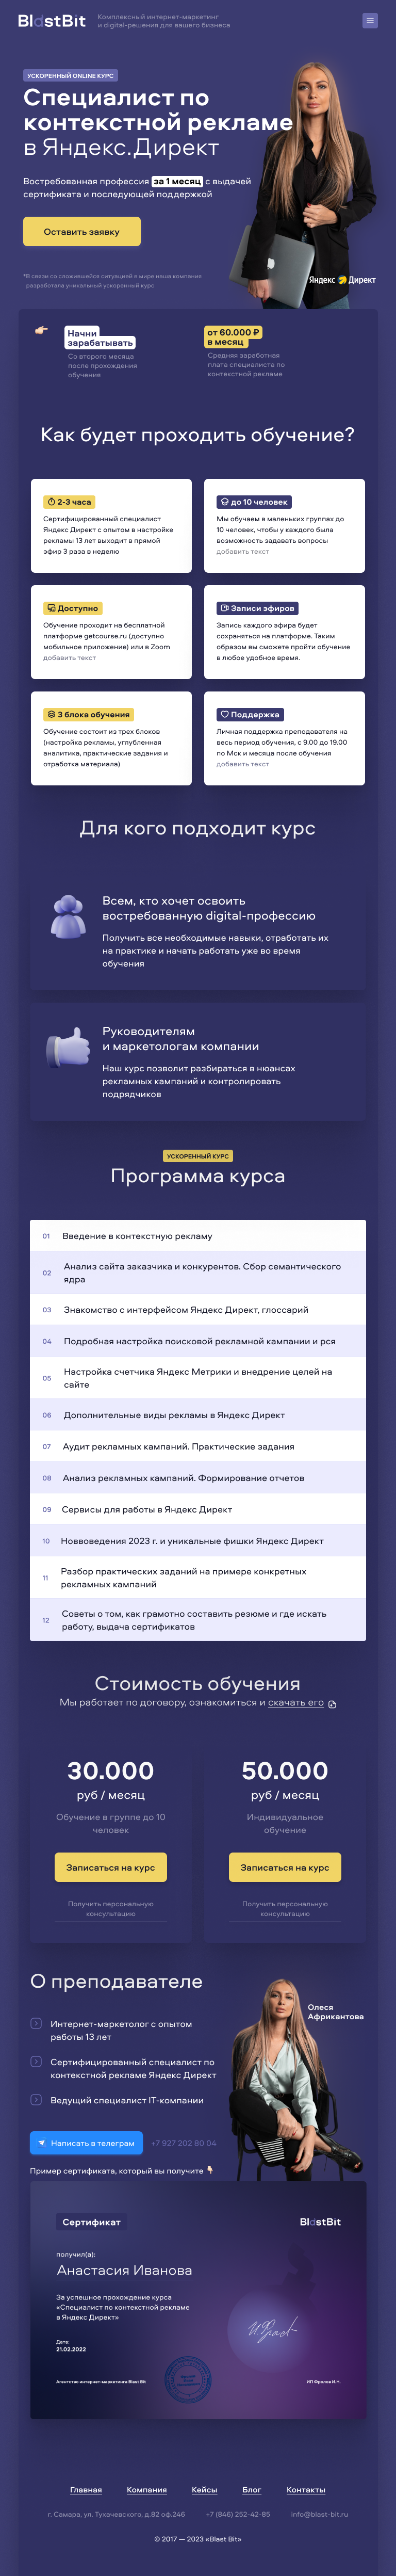 BlastBit
Комплексный интернет-маркетинг
и digital-решения для вашего бизнеса
УСКОРЕННЫЙ ONLINE КУРС
Специалист по
контекстной рекламе
в Яндекс.Директ
Востребованная профессия за 1 месяц с выдачей
сертификата и последующей поддержкой
Оставить заявку
*В связи со сложившейся ситуацией в мире наша компания
разработала уникальный ускоренный курс
Яндекс Директ
Начни
зарабатывать
Со второго месяца
после прохождения
обучения
от 60.000 ₽
в месяц
Средняя заработная
плата специалиста по
контекстной рекламе
Как будет проходить обучение?
2-3 часа
Сертифицированный специалист
Яндекс Директ с опытом в настройке
рекламы 13 лет выходит в прямой
эфир 3 раза в неделю
до 10 человек
Мы обучаем в маленьких группах до
10 человек, чтобы у каждого была
возможность задавать вопросы
добавить текст
Доступно
Обучение проходит на бесплатной
платформе getcourse.ru (доступно
мобильное приложение) или в Zoom
добавить текст
Записи эфиров
Запись каждого эфира будет
сохраняться на платформе. Таким
образом вы сможете пройти обучение
в любое удобное время.
3 блока обучения
Обучение состоит из трех блоков
(настройка рекламы, углубленная
аналитика, практические задания и
отработка материала)
Поддержка
Личная поддержка преподавателя на
весь период обучения, с 9.00 до 19.00
по Мск и месяца после обучения
добавить текст
Для кого подходит курс
Всем, кто хочет освоить
востребованную digital-профессию
Получить все необходимые навыки, отработать их
на практике и начать работать уже во время
обучения
Руководителям
и маркетологам компании
Наш курс позволит разбираться в нюансах
рекламных кампаний и контролировать
подрядчиков
УСКОРЕННЫЙ КУРС
Программа курса
01 Введение в контекстную рекламу
02 Анализ сайта заказчика и конкурентов. Сбор семантического
ядра
03 Знакомство с интерфейсом Яндекс Директ, глоссарий
04 Подробная настройка поисковой рекламной кампании и рся
05 Настройка счетчика Яндекс Метрики и внедрение целей на
сайте
06 Дополнительные виды рекламы в Яндекс Директ
07 Аудит рекламных кампаний. Практические задания
08 Анализ рекламных кампаний. Формирование отчетов
09 Сервисы для работы в Яндекс Директ
10 Нововведения 2023 г. и уникальные фишки Яндекс Директ
11 Разбор практических заданий на примере конкретных
рекламных кампаний
12 Советы о том, как грамотно составить резюме и где искать
работу, выдача сертификатов
Стоимость обучения
Мы работает по договору, ознакомиться и скачать его
30.000
руб / месяц
Обучение в группе до 10
человек
Записаться на курс
Получить персональную
консультацию
50.000
руб / месяц
Индивидуальное
обучение
Записаться на курс
Получить персональную
консультацию
О преподавателе
Олеся
Африкантова
Интернет-маркетолог с опытом
работы 13 лет
Сертифицированный специалист по
контекстной рекламе Яндекс Директ
Ведущий специалист IT-компании
Написать в телеграм
+7 927 202 80 04
Пример сертификата, который вы получите
Сертификат
BlastBit
получил(а):
Анастасия Иванова
За успешное прохождение курса
«Специалист по контекстной рекламе
в Яндекс Директ»
Дата:
21.02.2022
Агентство интернет-маркетинга Blast Bit
ИП Фролов И.Н.
Главная Компания Кейсы Блог Контакты
г. Самара, ул. Тухачевского, д.82 оф.246 +7 (846) 252-42-85 info@blast-bit.ru
© 2017 — 2023 «Blast Bit»